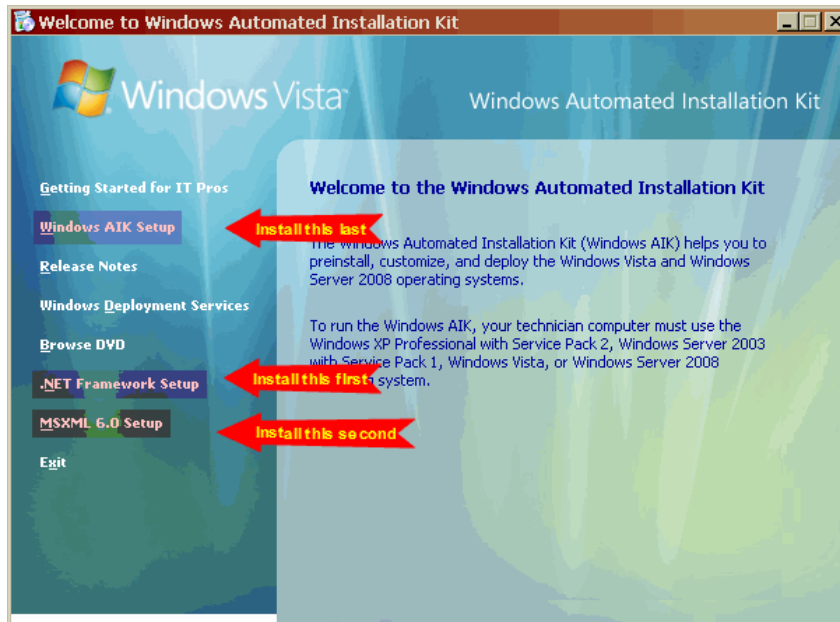 Welcome to Windows Automated Installation Kit
Windows Vista
Windows Automated Installation Kit
Getting Started for IT Pros
Windows AIK Setup
Install this last
Release Notes
Windows Deployment Services
Browse DVD
.NET Framework Setup
Install this first
MSXML 6.0 Setup
Install this second
Exit
Welcome to the Windows Automated Installation Kit
The Windows Automated Installation Kit (Windows AIK) helps you to
preinstall, customize, and deploy the Windows Vista and Windows
Server 2008 operating systems.
To run the Windows AIK, your technician computer must use the
Windows XP Professional with Service Pack 2, Windows Server 2003
with Service Pack 1, Windows Vista, or Windows Server 2008
system.